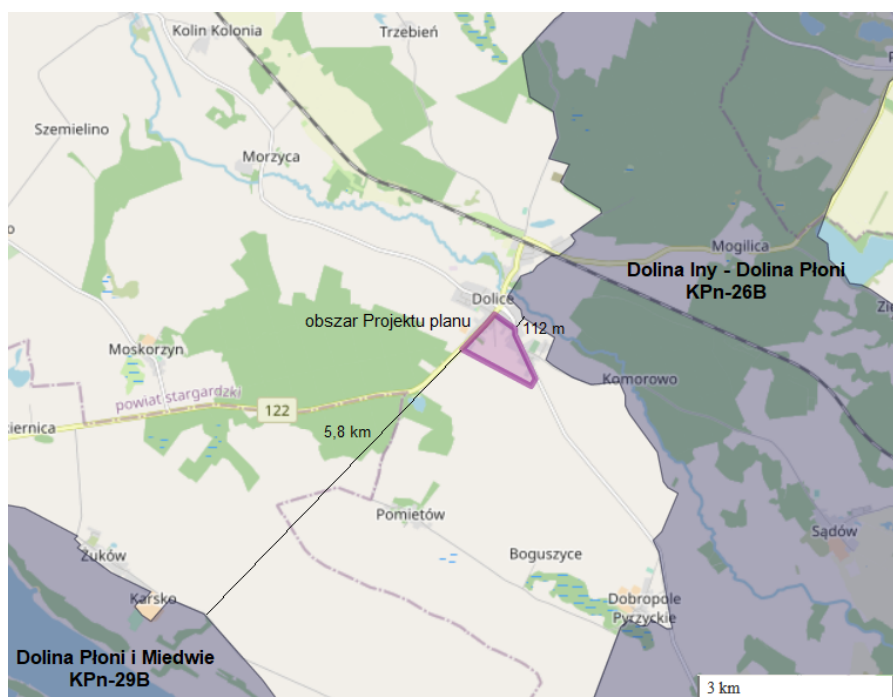 Kolin Kolonia
Trzebień
Szemielino
Morzyca
Mogilica
Dolina Iny - Dolina Płoni
KPn-26B
Dolice
obszar Projektu planu
112 m
Moskorzyn
Komorowo
powiat stargardzki
122
5,8 km
Pomietów
Sądów
Boguszyce
Żuków
Karsko
Dobropole
Pyrzyckie
Dolina Płoni i Miedwie
KPn-29B
3 km